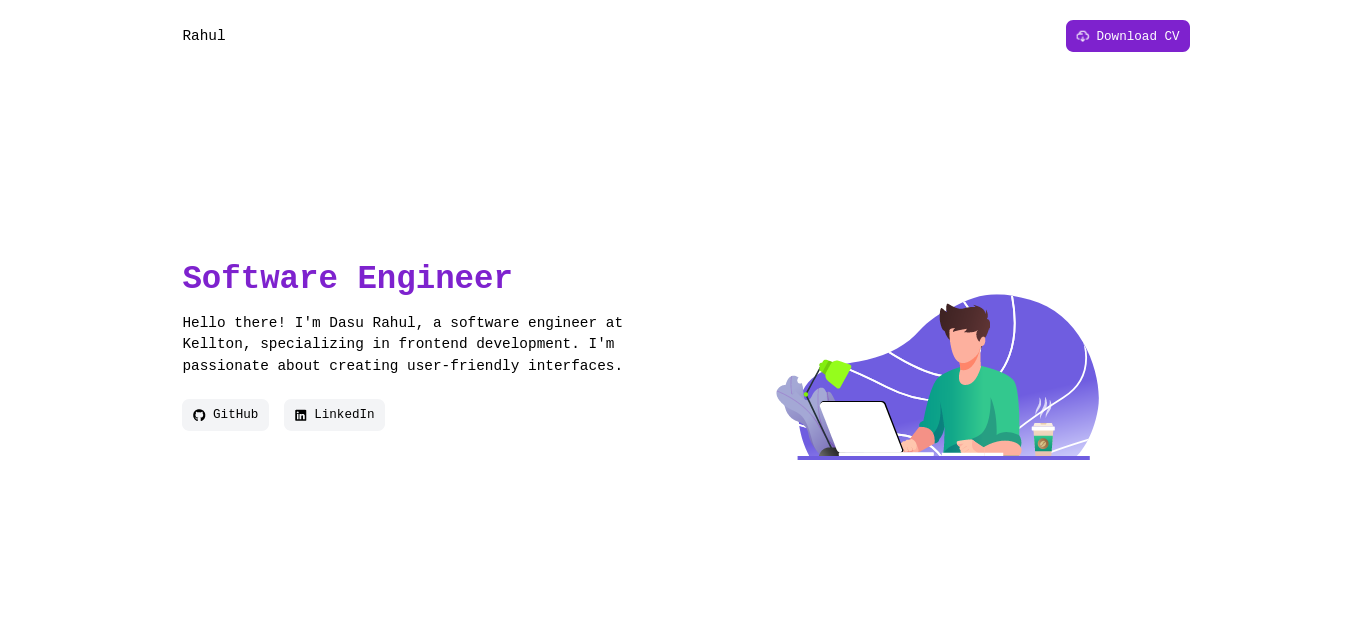 Rahul
Download CV
Software Engineer
Hello there! I'm Dasu Rahul, a software engineer at
Kellton, specializing in frontend development. I'm
passionate about creating user-friendly interfaces.
GitHub
LinkedIn